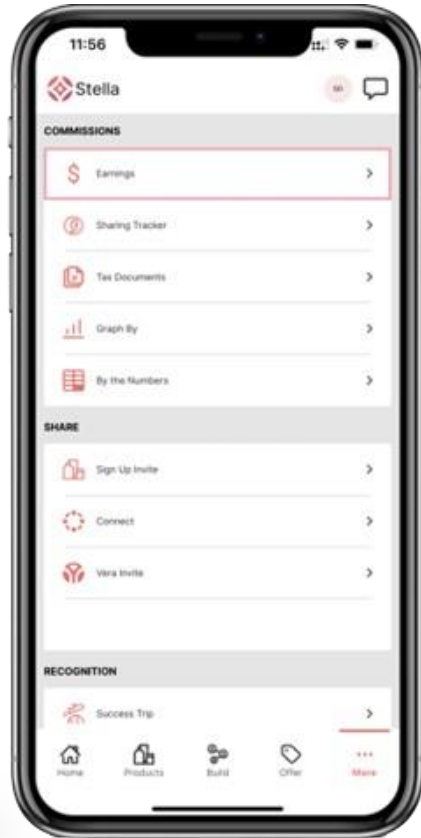 11:56
Stella
COMMISSIONS
Earnings
Sharing Tracker
Tax Documents
Graph By
By the Numbers
SHARE
Sign Up Invite
Connect
Vera Invite
RECOGNITION
Success Trip
Home
Products
Build
Offer
More